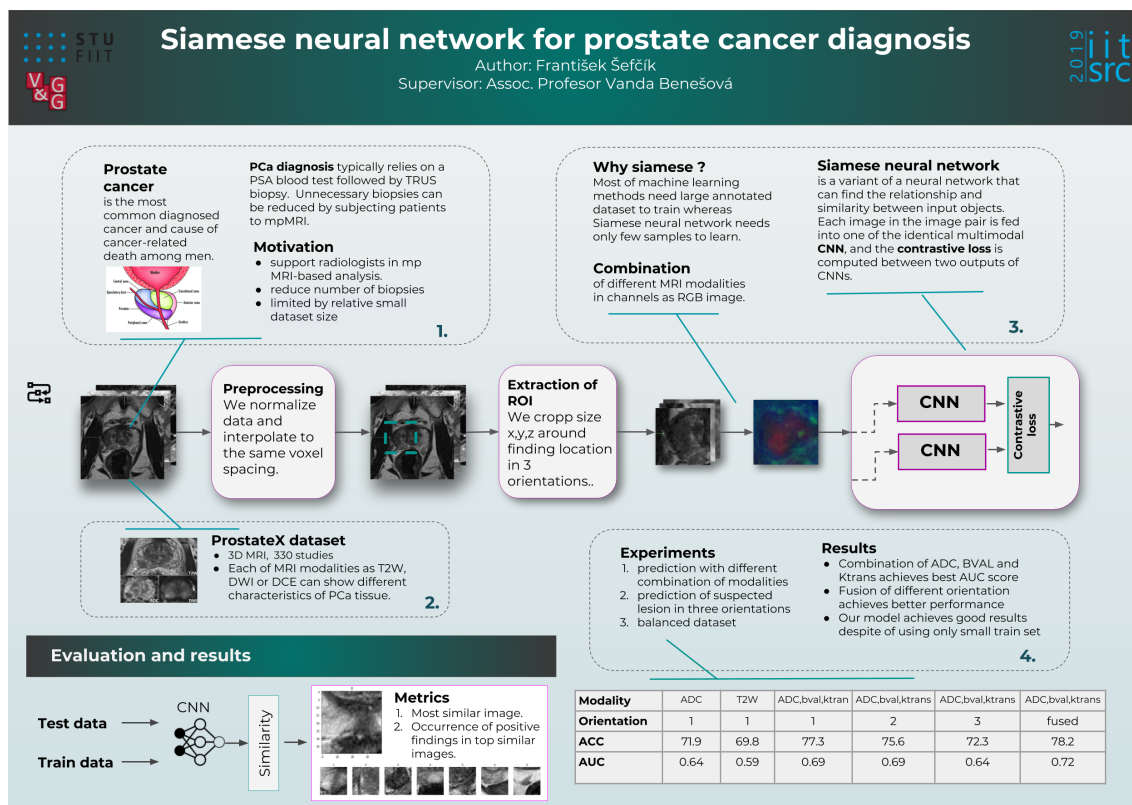 STU
FIIT
V
&
G
G
Siamese neural network for prostate cancer diagnosis
Author: František Šefčík
Supervisor: Assoc. Profesor Vanda Benešová
2019
iit
src
Prostate
cancer
is the most
common diagnosed
cancer and cause of
cancer-related
death among men.
PCa diagnosis typically relies on a
PSA blood test followed by TRUS
biopsy. Unnecessary biopsies can
be reduced by subjecting patients
to mpMRI.
Motivation
● support radiologists in mp
MRI-based analysis.
● reduce number of biopsies
● limited by relative small
dataset size
1.
Why siamese ?
Most of machine learning
methods need large annotated
dataset to train whereas
Siamese neural network needs
only few samples to learn.
Combination
of different MRI modalities
in channels as RGB image.
Siamese neural network
is a variant of a neural network that
can find the relationship and
similarity between input objects.
Each image in the image pair is fed
into one of the identical multimodal
CNN, and the contrastive loss is
computed between two outputs of
CNNs.
3.
Preprocessing
We normalize
data and
interpolate to
the same voxel
spacing.
Extraction of
ROI
We cropp size
x,y,z around
finding location
in 3
orientations..
CNN
CNN
Contrastive
loss
ProstateX dataset
● 3D MRI, 330 studies
● Each of MRI modalities as T2W,
DWI or DCE can show different
characteristics of PCa tissue.
T2W
ADC
DWI
2.
Experiments
1. prediction with different
combination of modalities
2. prediction of suspected
lesion in three orientations
3. balanced dataset
Results
● Combination of ADC, BVAL and
Ktrans achieves best AUC score
● Fusion of different orientation
achieves better performance
● Our model achieves good results
despite of using only small train set
4.
Evaluation and results
Test data
Train data
CNN
Similarity
Metrics
1. Most similar image.
2. Occurrence of positive
findings in top similar
images.
Modality ADC T2W ADC,bval,ktran ADC,bval,ktrans ADC,bval,ktrans ADC,bval,ktrans
Orientation 1 1 1 2 3 fused
ACC 71.9 69.8 77.3 75.6 72.3 78.2
AUC 0.64 0.59 0.69 0.69 0.64 0.72